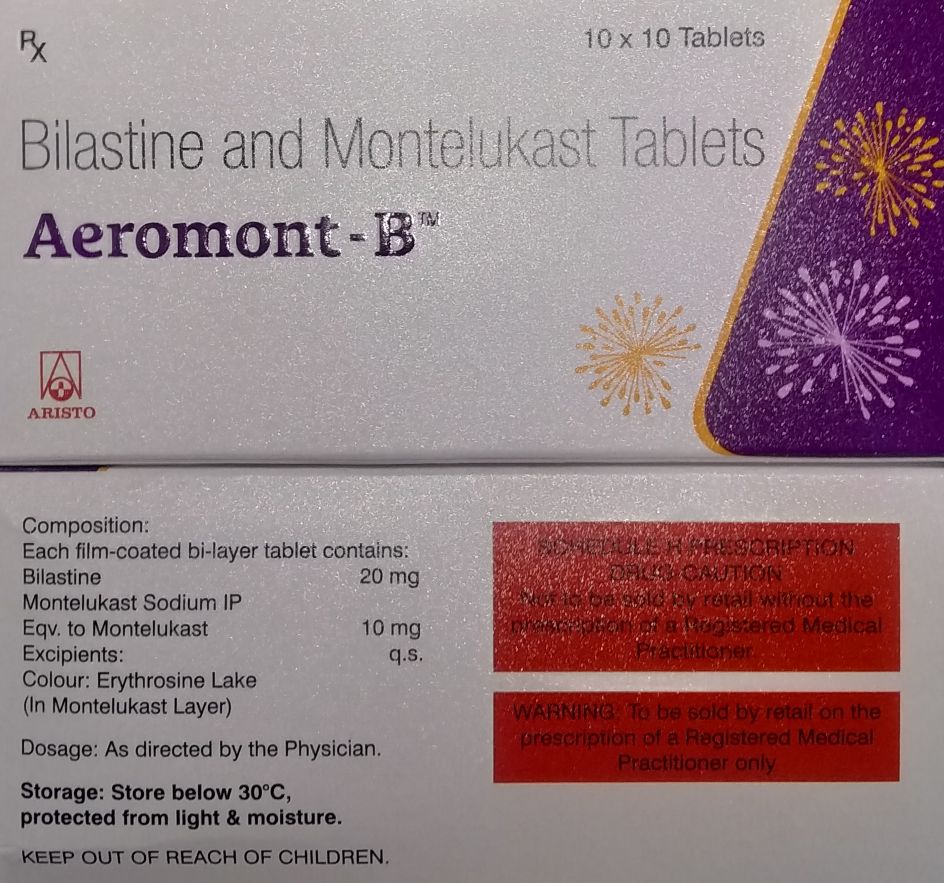 Rx
10 x 10 Tablets
Bilastine and Montelukast Tablets
Aeromont-B™
ARISTO
Composition:
Each film-coated bi-layer tablet contains:
Bilastine 20 mg
Montelukast Sodium IP
Eqv. to Montelukast 10 mg
Excipients: q.s.
Colour: Erythrosine Lake
(In Montelukast Layer)
Dosage: As directed by the Physician.
Storage: Store below 30°C,
protected from light & moisture.
KEEP OUT OF REACH OF CHILDREN.
SCHEDULE H PRESCRIPTION
DRUG CAUTION
Not to be sold by retail without the
prescription of a Registered Medical
Practitioner
WARNING: To be sold by retail on the
prescription of a Registered Medical
Practitioner only